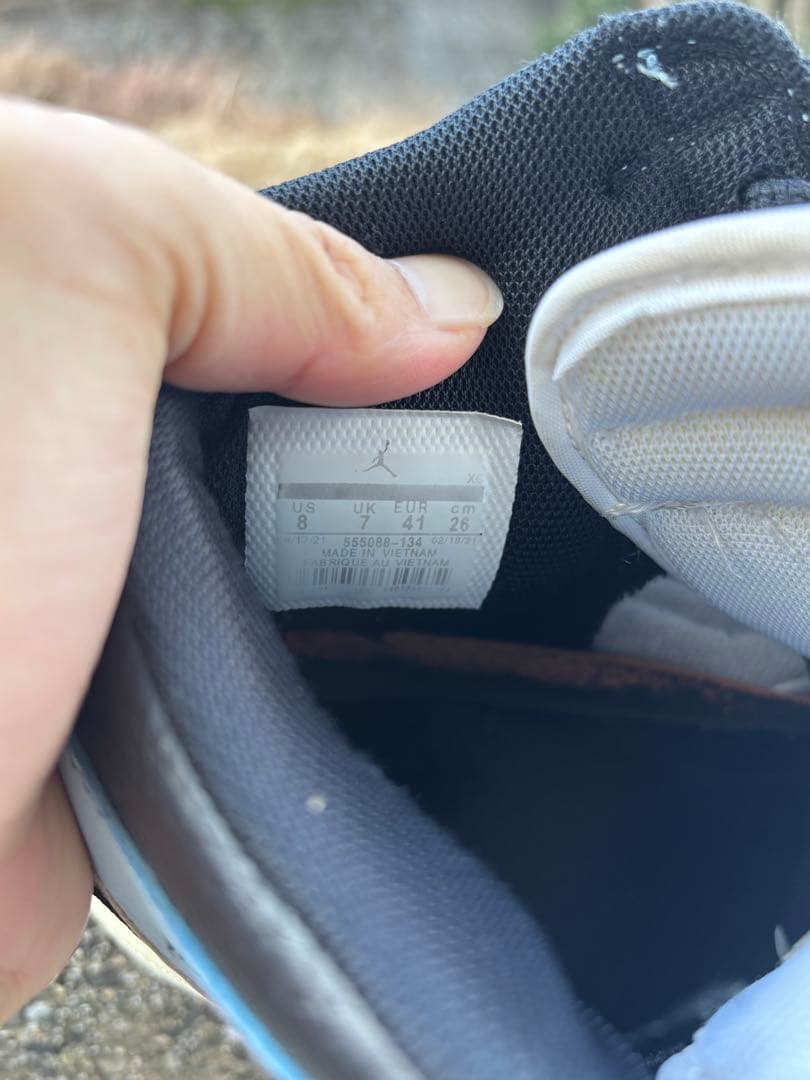 XC
US UK EUR cm
8 7 41 26
555088-134 02/18/21
MADE IN VIETNAM
FABRIQUE AU VIETNAM